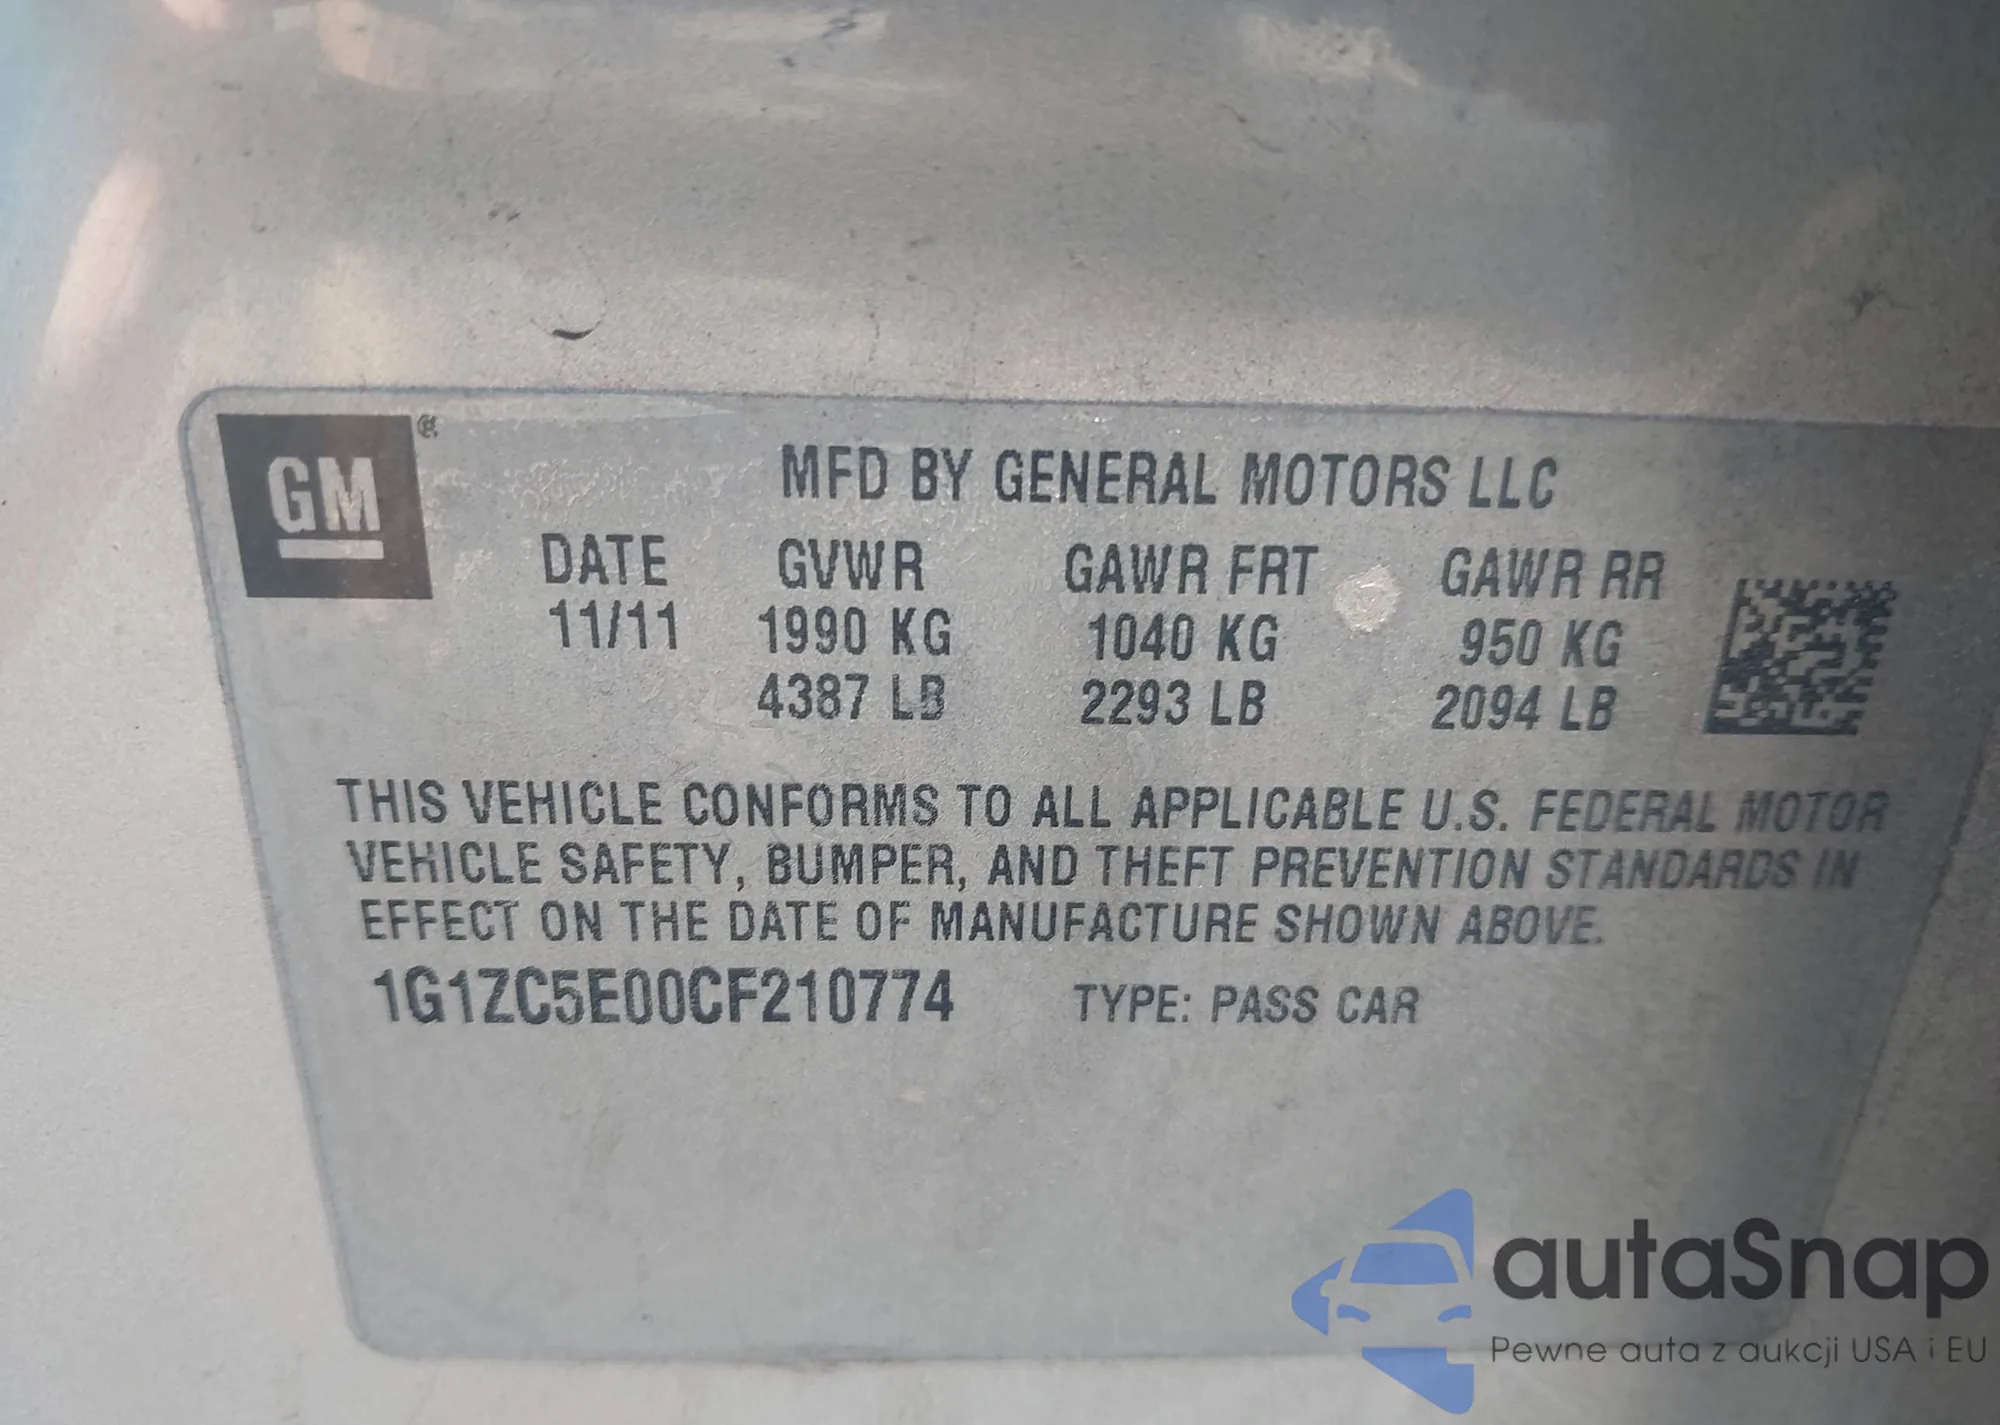 GM ®
MFD BY GENERAL MOTORS LLC
DATE GVWR GAWR FRT GAWR RR
11/11 1990 KG 1040 KG 950 KG
4387 LB 2293 LB 2094 LB
THIS VEHICLE CONFORMS TO ALL APPLICABLE U.S. FEDERAL MOTOR
VEHICLE SAFETY, BUMPER, AND THEFT PREVENTION STANDARDS IN
EFFECT ON THE DATE OF MANUFACTURE SHOWN ABOVE.
1G1ZC5E00CF210774 TYPE: PASS CAR
autaSnap
Pewne auta z aukcji USA i EU